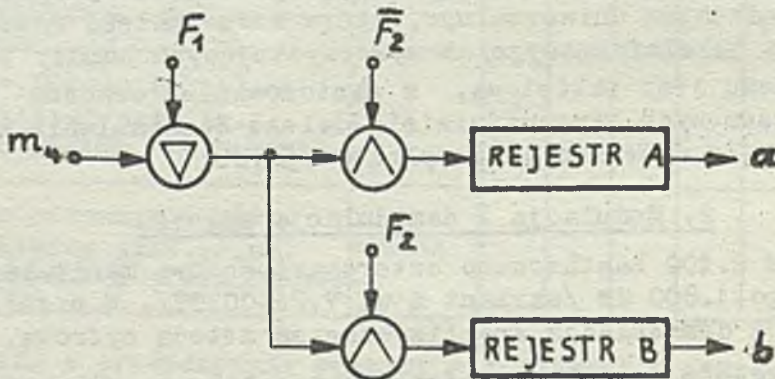 F₁
F̅₂
m₄
▽
∧
REJESTR A
a
F₂
∧
REJESTR B
b